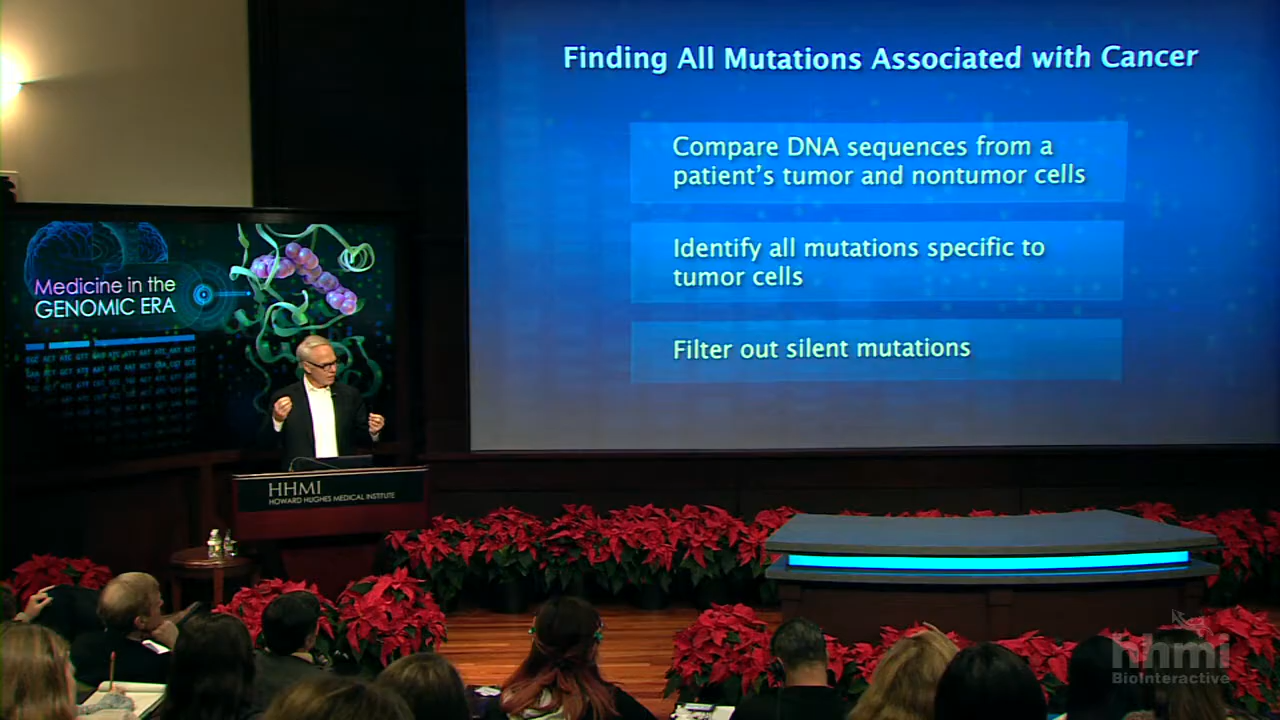 Finding All Mutations Associated with Cancer
Compare DNA sequences from a
patient's tumor and nontumor cells
Identify all mutations specific to
tumor cells
Filter out silent mutations
Medicine in the
GENOMIC ERA
HHMI
HOWARD HUGHES MEDICAL INSTITUTE
hhmi
BioInteractive